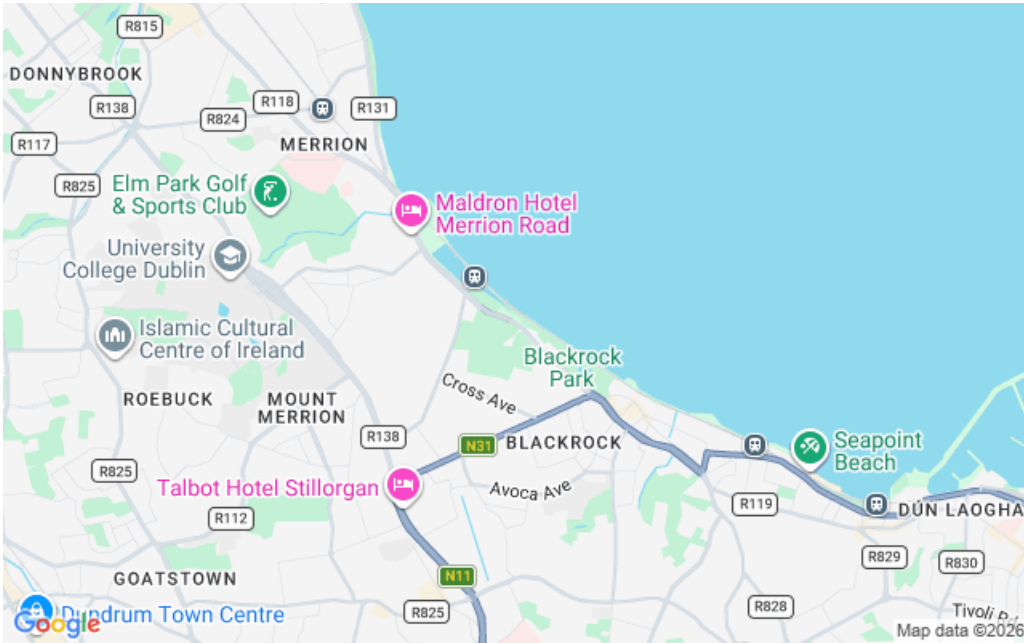 R815
DONNYBROOK
R138
R118
R131
R824
R117
MERRION
R825
Elm Park Golf
& Sports Club
Maldron Hotel
Merrion Road
University
College Dublin
Islamic Cultural
Centre of Ireland
Blackrock
Park
Cross Ave
ROEBUCK
MOUNT
MERRION
R138
N31
BLACKROCK
Seapoint
Beach
R825
Talbot Hotel Stillorgan
Avoca Ave
R119
R112
DÚN LAOGHA
R829
R830
GOATSTOWN
N11
Dundrum Town Centre
R825
R828
Tivoli Rd
Google
Map data ©2026